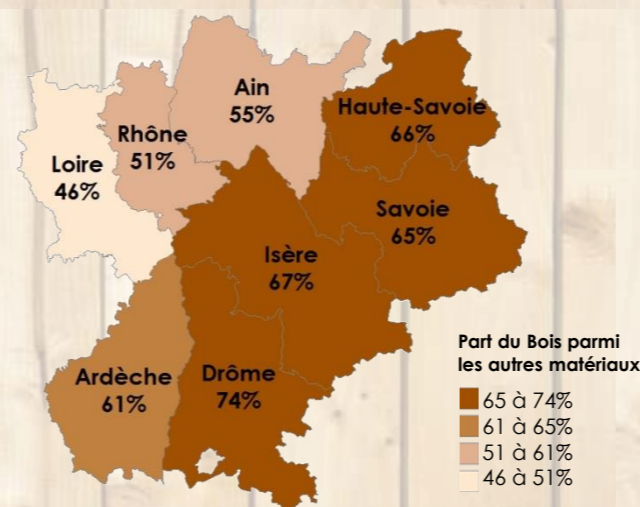 Ain
55%
Haute-Savoie
66%
Rhône
51%
Loire
46%
Savoie
65%
Isère
67%
Ardèche
61%
Drôme
74%
Part du Bois parmi
les autres matériaux
65 à 74%
61 à 65%
51 à 61%
46 à 51%